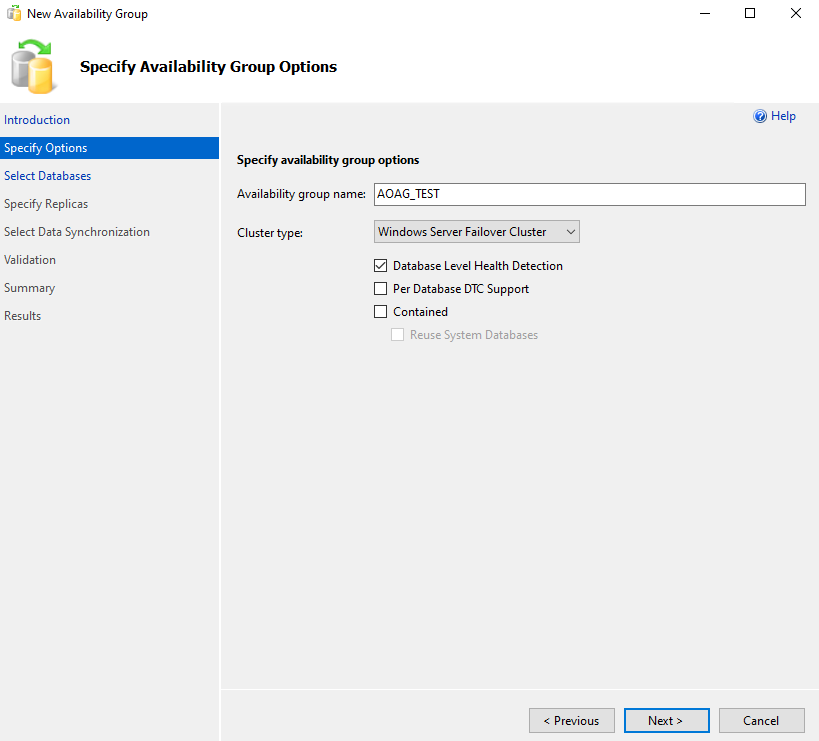 New Availability Group
Specify Availability Group Options
Introduction
Specify Options
Select Databases
Specify Replicas
Select Data Synchronization
Validation
Summary
Results
Help
Specify availability group options
Availability group name: AOAG_TEST
Cluster type: Windows Server Failover Cluster
Database Level Health Detection
Per Database DTC Support
Contained
Reuse System Databases
< Previous Next > Cancel